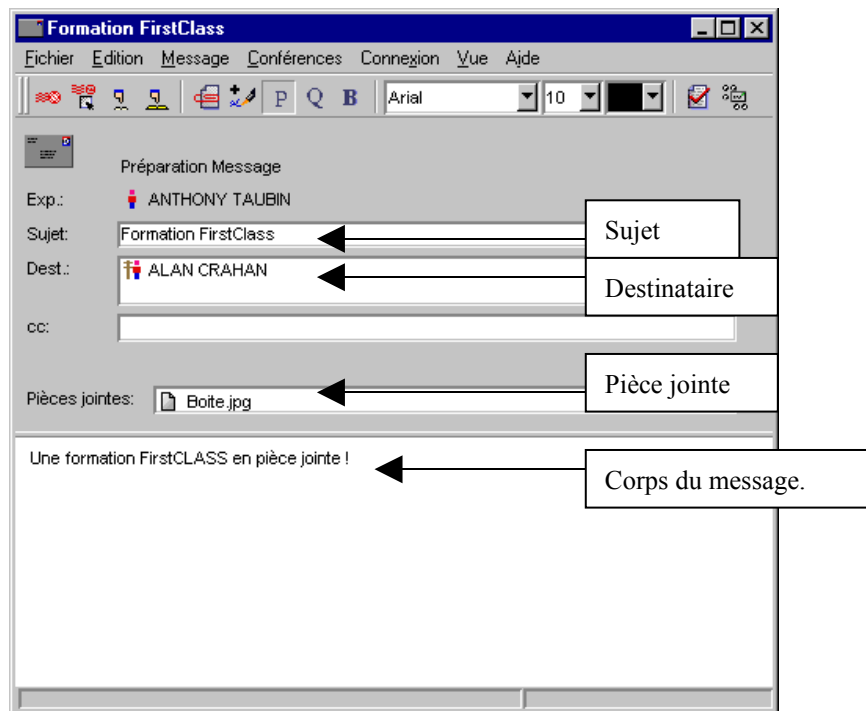 Formation FirstClass
Fichier Edition Message Conférences Connexion Vue Aide
P Q B Arial 10
Préparation Message
Exp.: ANTHONY TAUBIN
Sujet: Formation FirstClass
Sujet
Dest.: ALAN CRAHAN
Destinataire
cc:
Pièce jointe
Pièces jointes: Boite.jpg
Une formation FirstCLASS en pièce jointe !
Corps du message.